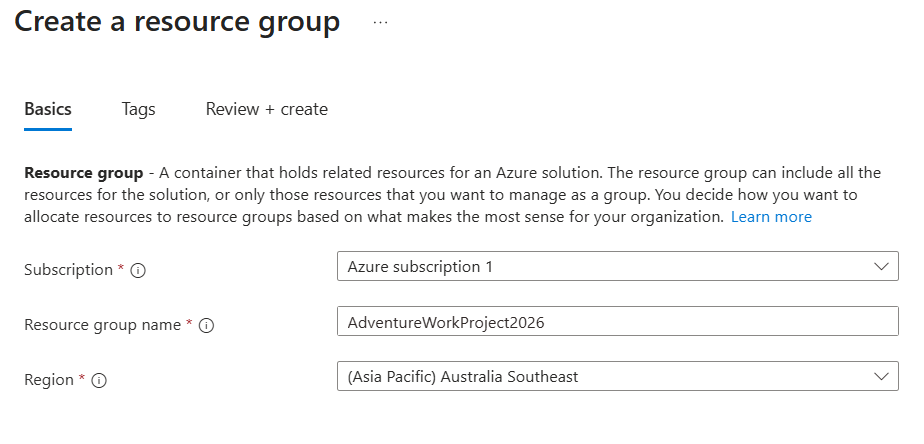 Create a resource group ...
Basics Tags Review + create
Resource group - A container that holds related resources for an Azure solution. The resource group can include all the
resources for the solution, or only those resources that you want to manage as a group. You decide how you want to
allocate resources to resource groups based on what makes the most sense for your organization. Learn more
Subscription * Azure subscription 1
Resource group name * AdventureWorkProject2026
Region * (Asia Pacific) Australia Southeast